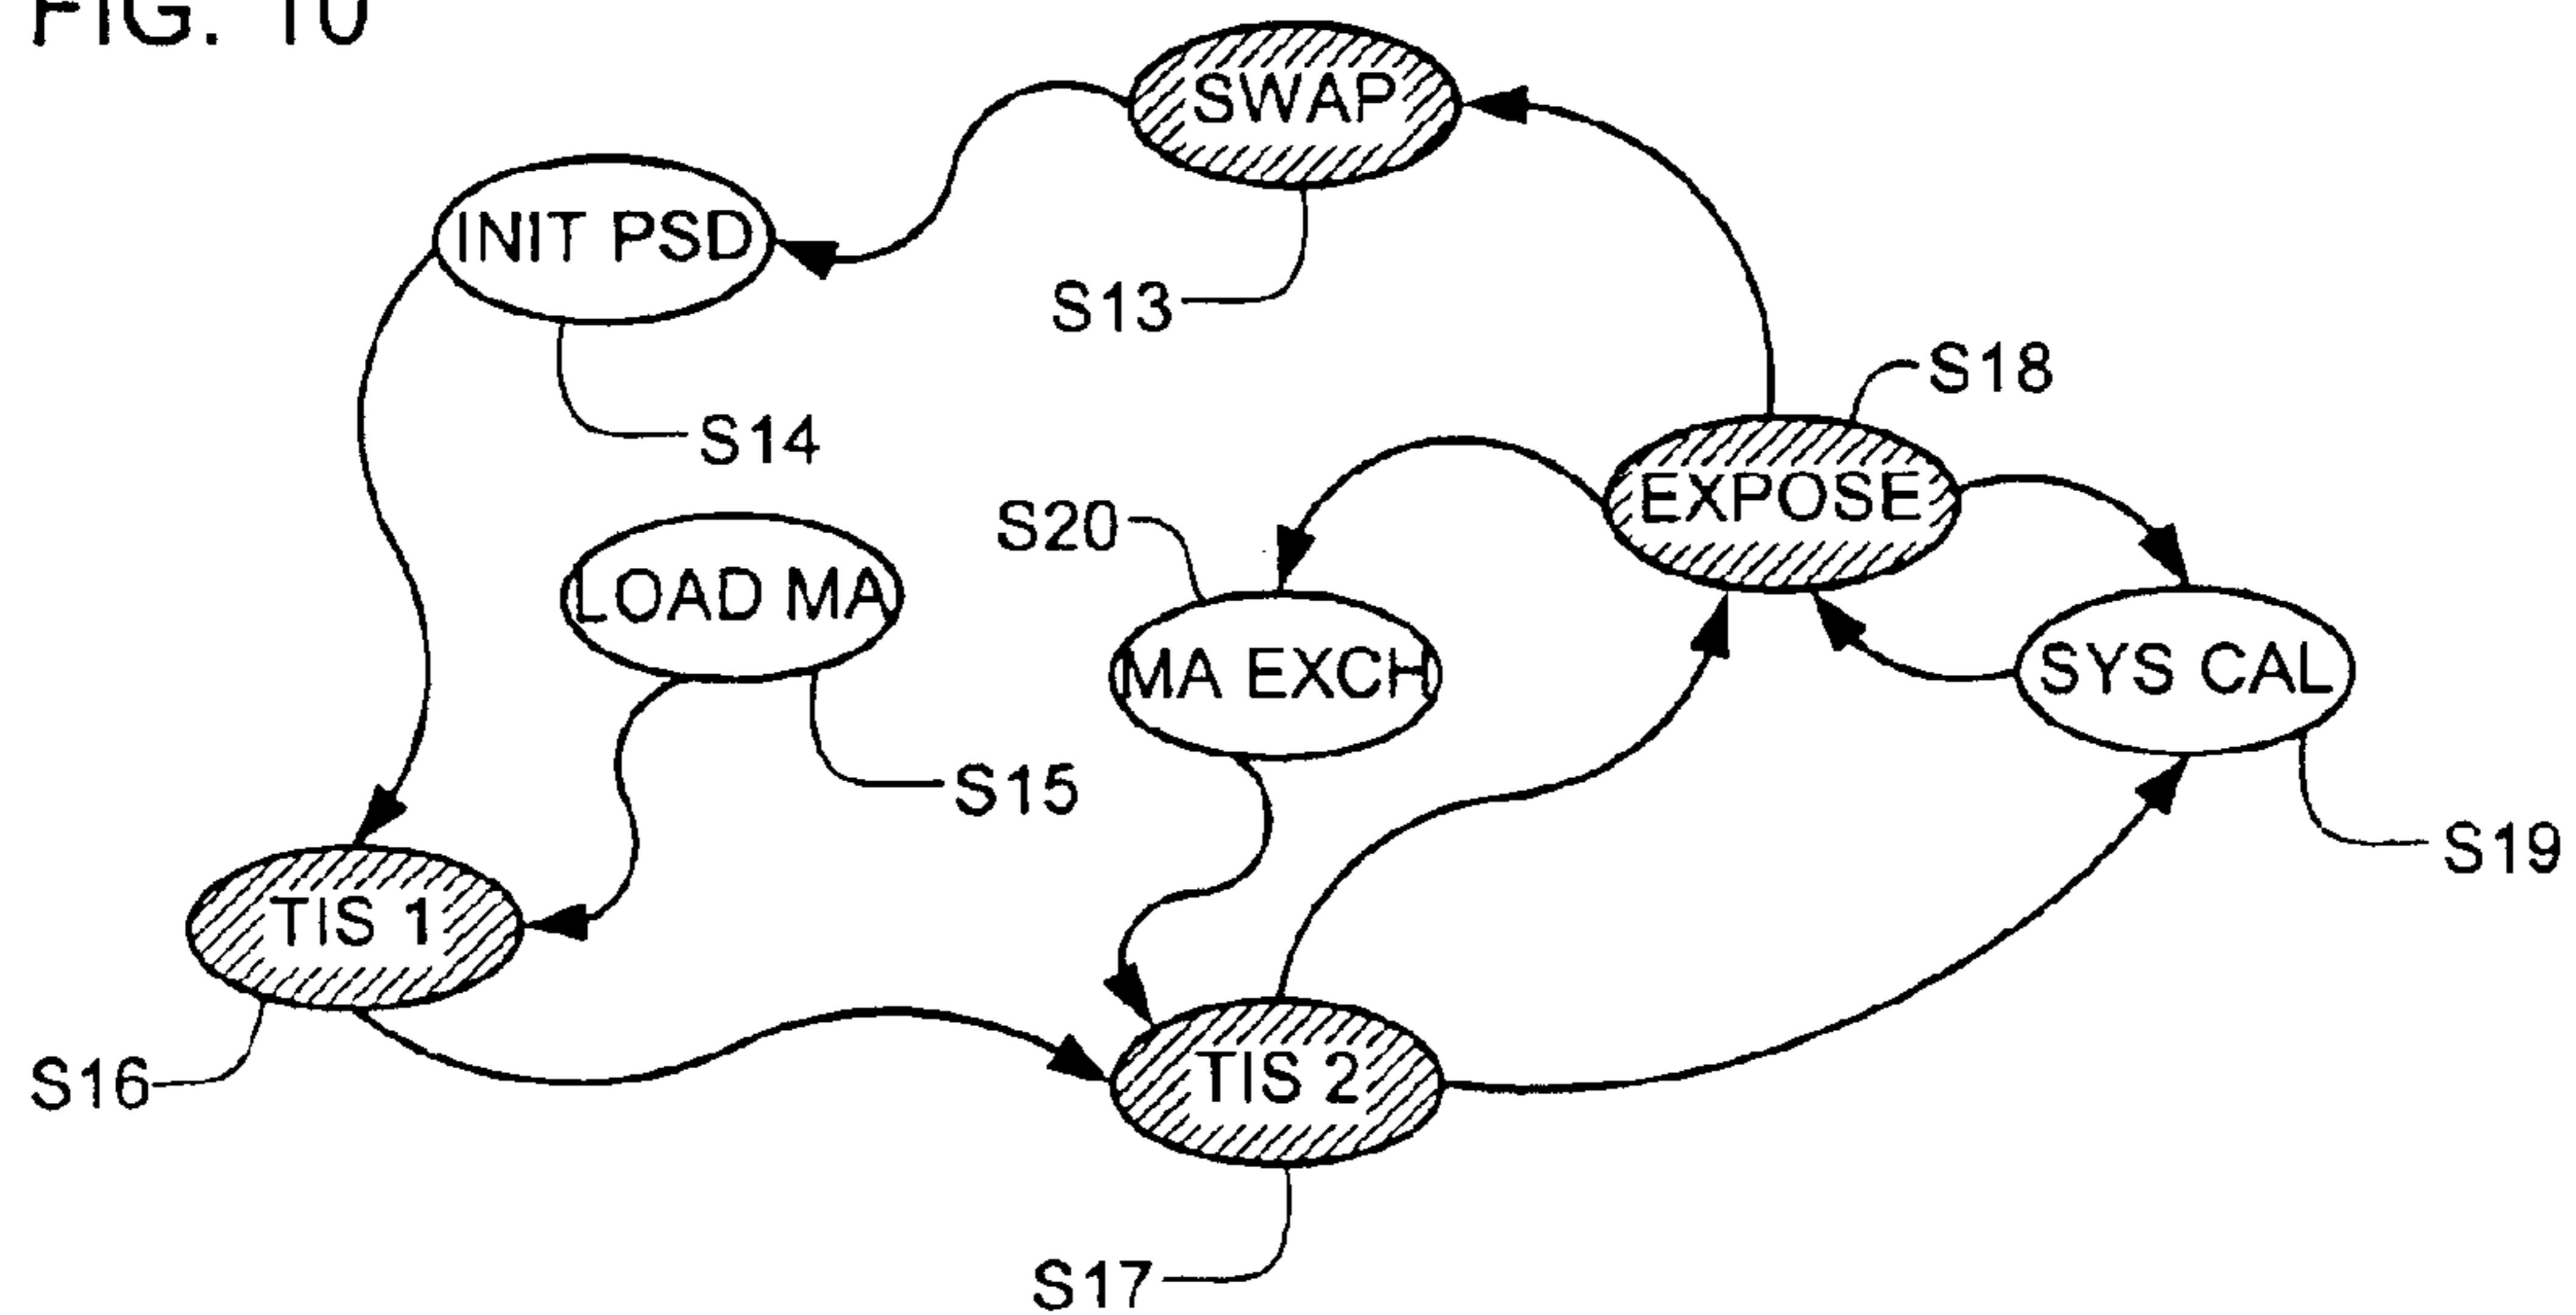 FIG. 10
SWAP
INIT PSD
S13
S18
S14
EXPOSE
S20
LOAD MA
MA EXCH
SYS CAL
S15
S19
TIS 1
S16
TIS 2
S17